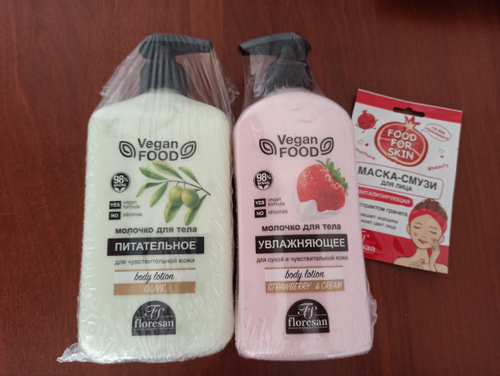 Vegan
FOOD
98%
YES vegan formula
NO silicones
МОЛОЧКО ДЛЯ ТЕЛА
ПИТАТЕЛЬНОЕ
для чувствительной кожи
body lotion
OLIVE
floresan
Vegan
FOOD
98%
YES vegan formula
NO silicones
МОЛОЧКО ДЛЯ ТЕЛА
УВЛАЖНЯЮЩЕЕ
для сухой и чувствительной кожи
body lotion
STRAWBERRY & CREAM
floresan
FOOD
FOR
SKIN
#beauty
МАСКА-СМУЗИ
ДЛЯ ЛИЦА
экстрактом граната
floresan